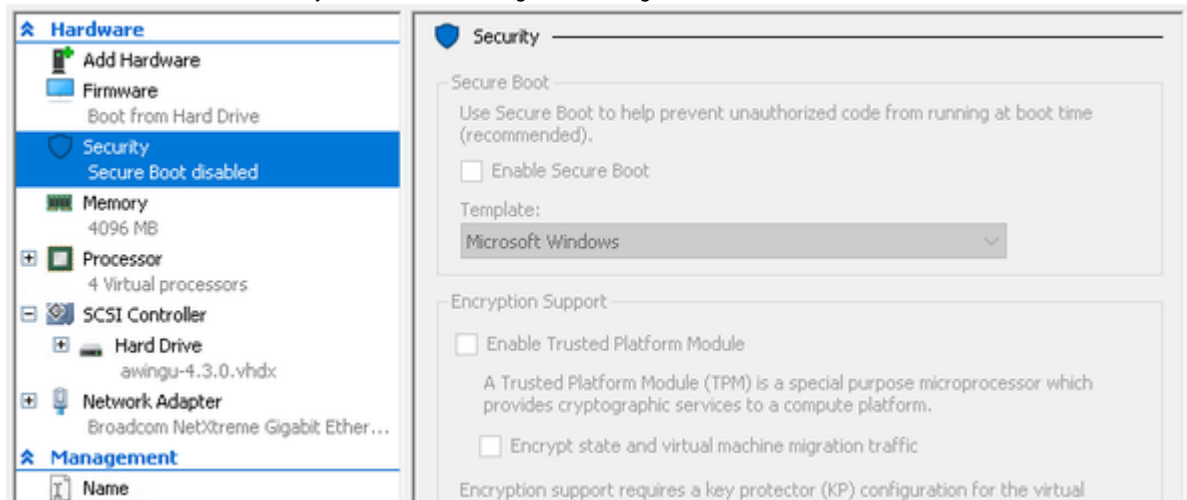 Hardware
Add Hardware
Firmware
Boot from Hard Drive
Security
Secure Boot disabled
Memory
4096 MB
Processor
4 Virtual processors
SCSI Controller
Hard Drive
awingu-4.3.0.vhdx
Network Adapter
Broadcom NetXtreme Gigabit Ether...
Management
Name
Security
Secure Boot
Use Secure Boot to help prevent unauthorized code from running at boot time
(recommended).
Enable Secure Boot
Template:
Microsoft Windows
Encryption Support
Enable Trusted Platform Module
A Trusted Platform Module (TPM) is a special purpose microprocessor which
provides cryptographic services to a compute platform.
Encrypt state and virtual machine migration traffic
Encryption support requires a key protector (KP) configuration for the virtual